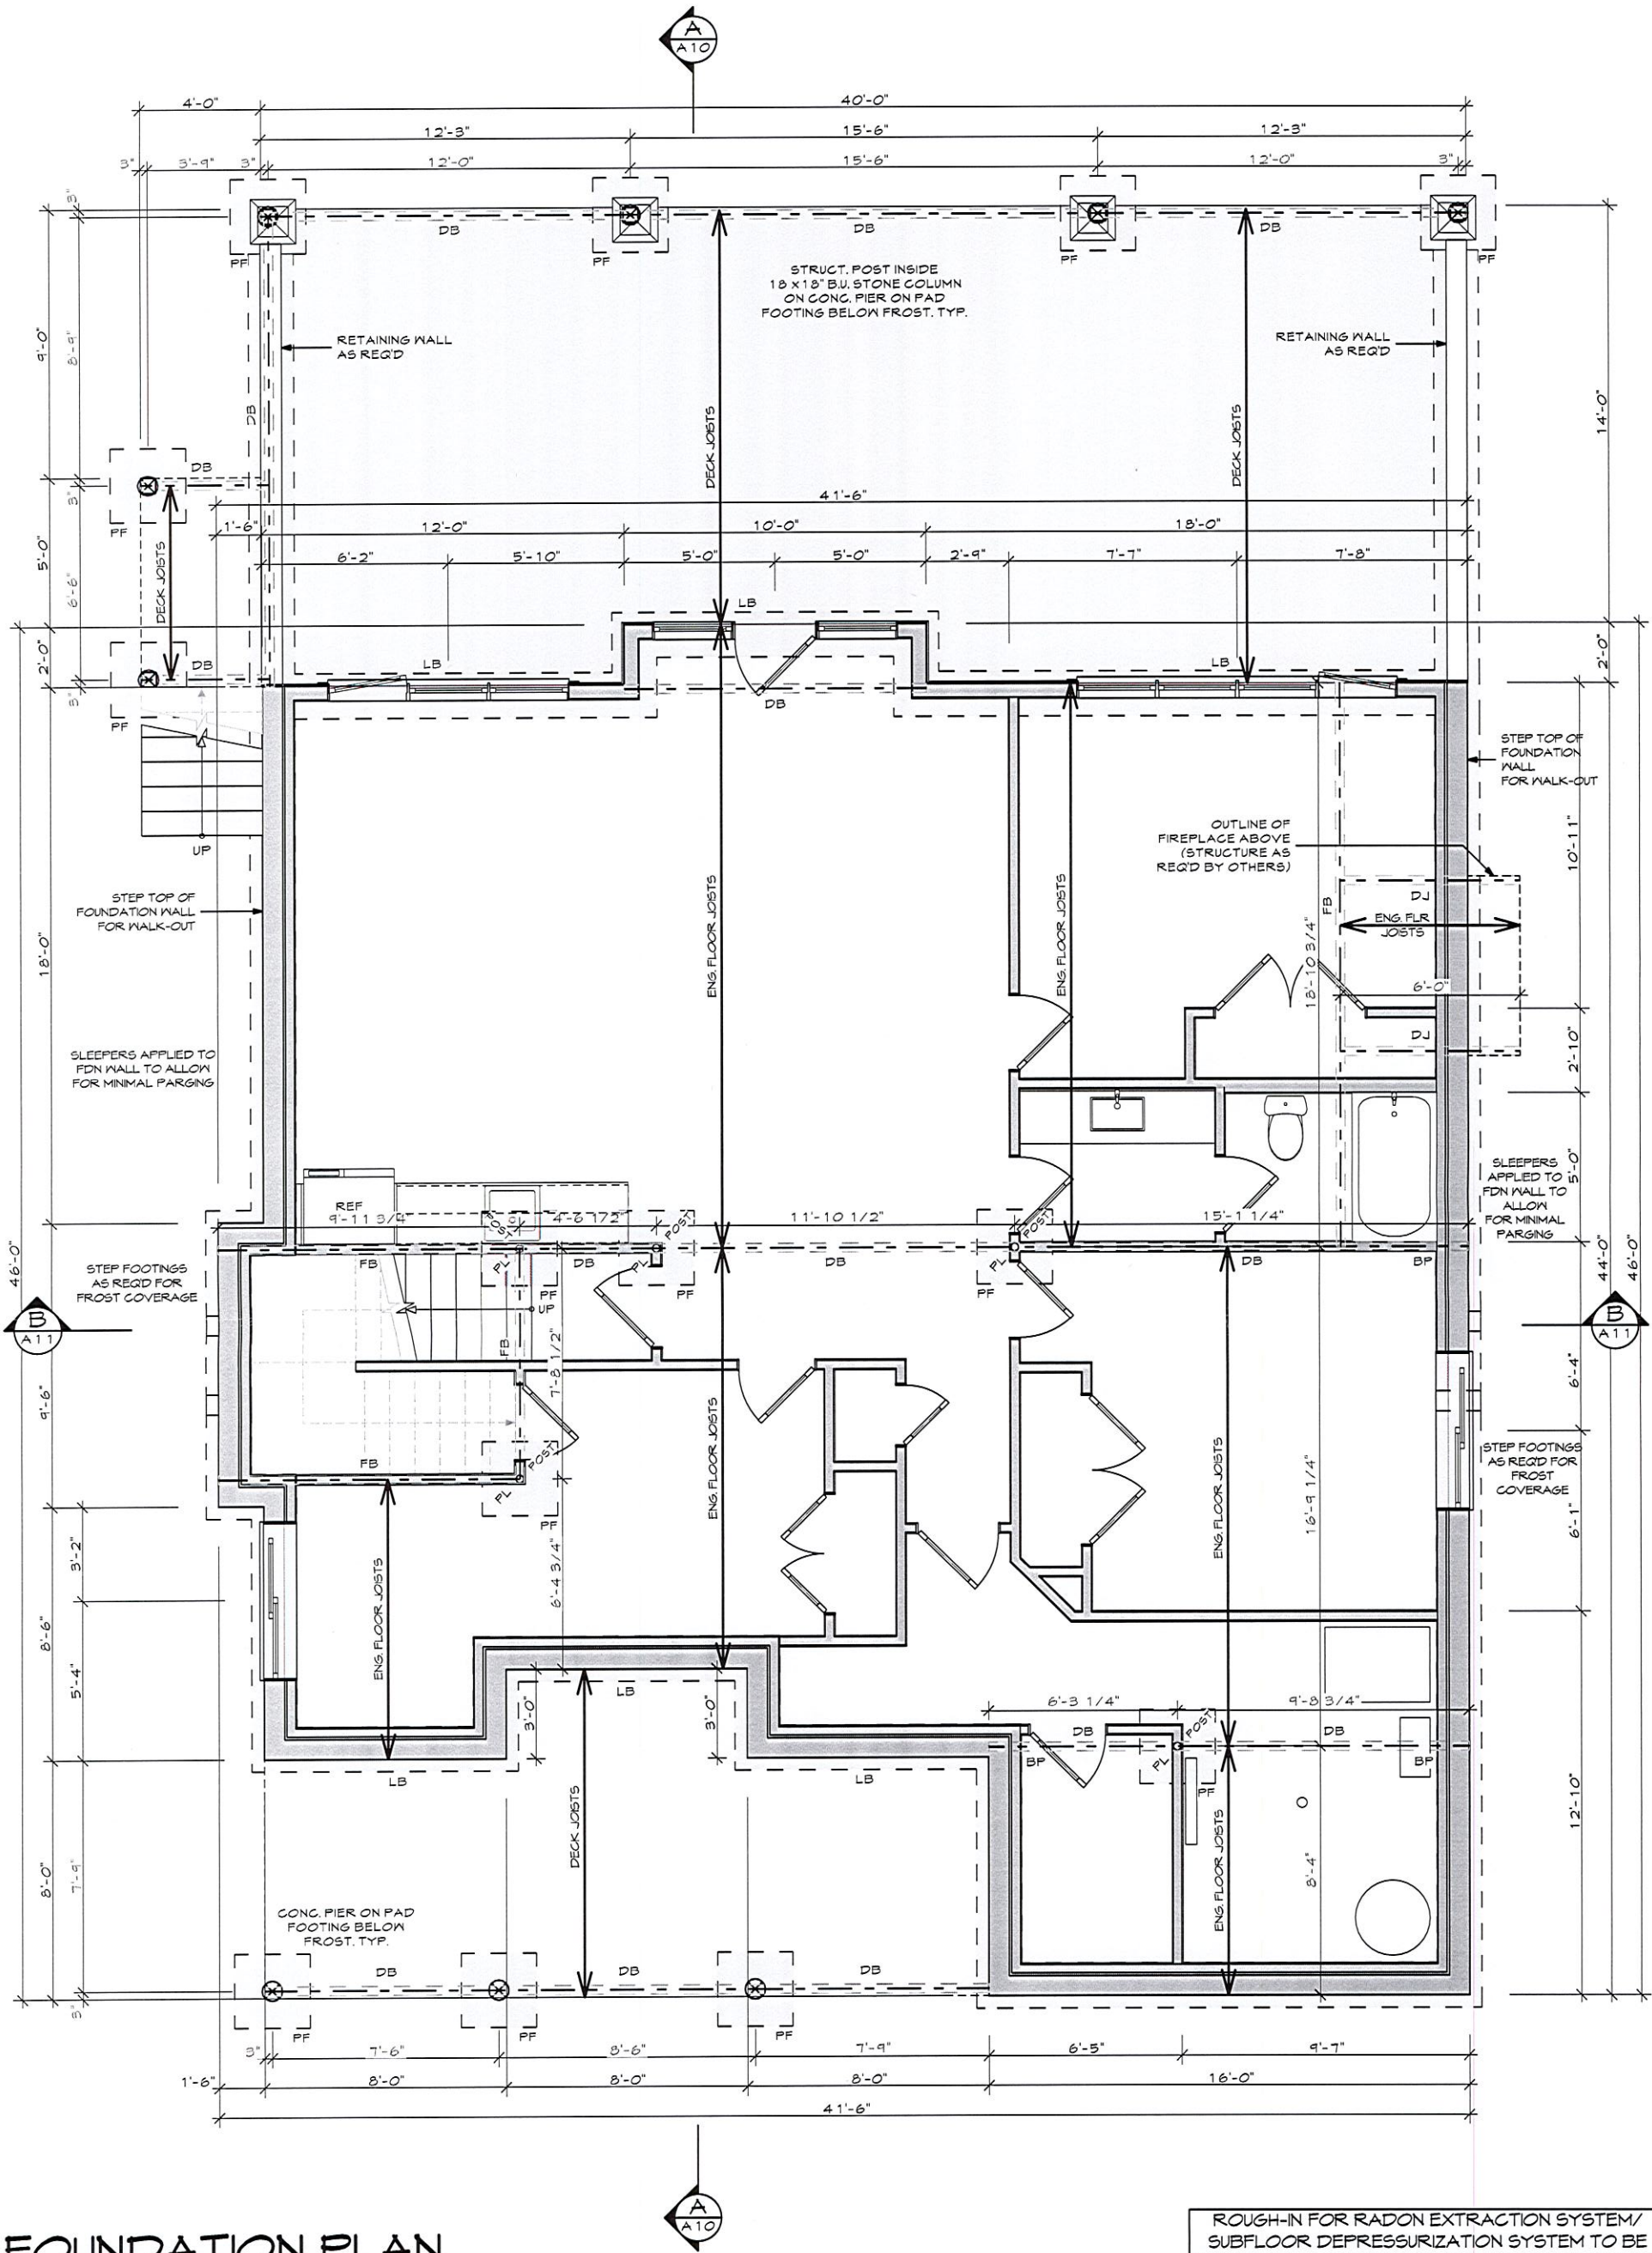 A
A10
4'-0"
40'-0"
12'-3"
15'-6"
12'-3"
3"
3'-9"
3"
12'-0"
15'-6"
12'-0"
3"
3"
DB
DB
DB
PF
PF
PF
PF
STRUCT. POST INSIDE
18 x 18" B.U. STONE COLUMN
ON CONC. PIER ON PAD
FOOTING BELOW FROST. TYP.
RETAINING WALL
AS REQ'D
RETAINING WALL
AS REQ'D
9'-0"
8'-9"
DB
DECK JOISTS
DECK JOISTS
14'-0"
DB
PF
3"
41'-6"
1'-6"
12'-0"
10'-0"
18'-0"
6'-2"
5'-10"
5'-0"
5'-0"
2'-9"
7'-7"
7'-8"
5'-0"
6'-6"
DECK JOISTS
LB
2'-0"
3"
DB
PF
LB
DB
LB
2'-0"
UP
STEP TOP OF
FOUNDATION
WALL
FOR WALK-OUT
OUTLINE OF
FIREPLACE ABOVE
(STRUCTURE AS
REQ'D BY OTHERS)
10'-11"
STEP TOP OF
FOUNDATION WALL
FOR WALK-OUT
18'-0"
ENG. FLOOR JOISTS
ENG. FLOOR JOISTS
FB
DJ
ENG. FLR
JOISTS
18'-10 3/4"
6'-0"
DJ
2'-10"
SLEEPERS APPLIED TO
FDN WALL TO ALLOW
FOR MINIMAL PARGING
SLEEPERS
APPLIED TO
FDN WALL TO
ALLOW
FOR MINIMAL
PARGING
5'-0"
REF
9'-11 3/4"
POST
4'-6 1/2"
POST
11'-10 1/2"
POST
15'-1 1/4"
FB
PL
DB
PL
DB
PL
DB
BP
PF
PF
PF
46'-0"
STEP FOOTINGS
AS REQ'D FOR
FROST COVERAGE
UP
FB
7'-8 1/2"
44'-0"
46'-0"
B
A11
B
A11
9'-6"
6'-4"
FB
POST
PL
PF
ENG. FLOOR JOISTS
ENG. FLOOR JOISTS
16'-9 1/4"
STEP FOOTINGS
AS REQ'D FOR
FROST
COVERAGE
6'-1"
3'-2"
8'-6"
5'-4"
ENG. FLOOR JOISTS
6'-4 3/4"
LB
3'-0"
3'-0"
6'-3 1/4"
9'-8 3/4"
POST
DB
DB
BP
PL
PF
BP
LB
LB
DECK JOISTS
ENG. FLOOR JOISTS
8'-4"
12'-10"
8'-0"
7'-9"
3"
CONC. PIER ON PAD
FOOTING BELOW
FROST. TYP.
DB
DB
DB
PF
PF
PF
3"
7'-6"
8'-6"
7'-9"
6'-5"
9'-7"
1'-6"
8'-0"
8'-0"
8'-0"
16'-0"
41'-6"
A
A10
FOUNDATION PLAN
ROUGH-IN FOR RADON EXTRACTION SYSTEM/
SUBFLOOR DEPRESSURIZATION SYSTEM TO BE